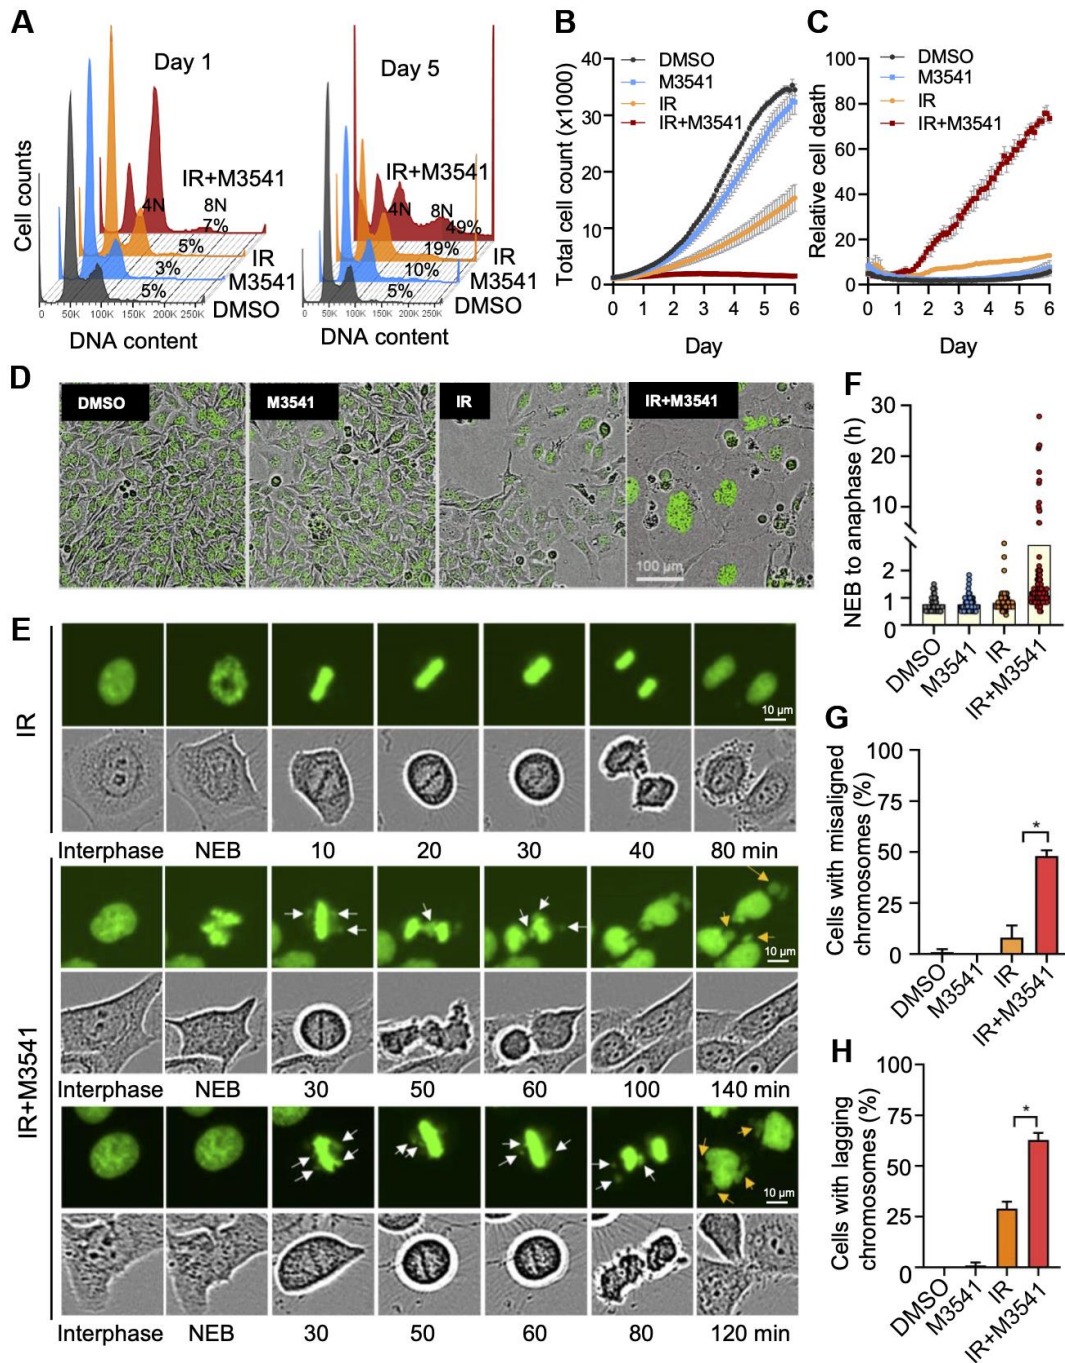 A
Day 1
Day 5
Cell counts
IR+M3541
4N
8N
7%
5%
IR
3%
M3541
5%
DMSO
0 50K 100K 150K 200K 250K
DNA content
IR+M3541
4N
8N
49%
19%
IR
10%
M3541
5%
DMSO
0 50K 100K 150K 200K 250K
DNA content
B
Total cell count (x1000)
40
30
20
10
0
DMSO
M3541
IR
IR+M3541
0 1 2 3 4 5 6
Day
C
Relative cell death
100
80
60
40
20
0
DMSO
M3541
IR
IR+M3541
0 1 2 3 4 5 6
Day
D
DMSO
M3541
IR
IR+M3541
100 µm
E
IR
10 µm
Interphase NEB 10 20 30 40 80 min
IR+M3541
10 µm
Interphase NEB 30 50 60 100 140 min
10 µm
Interphase NEB 30 50 60 80 120 min
F
NEB to anaphase (h)
30
20
10
2
1
0
DMSO
M3541
IR
IR+M3541
G
Cells with misaligned
chromosomes (%)
100
75
50
25
0
*
DMSO
M3541
IR
IR+M3541
H
Cells with lagging
chromosomes (%)
100
75
50
25
0
*
DMSO
M3541
IR
IR+M3541